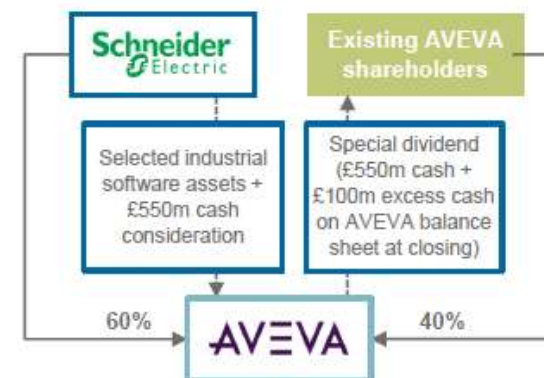 Schneider
Electric
Existing AVEVA
shareholders
Selected industrial
software assets +
£550m cash
consideration
Special dividend
(£550m cash +
£100m excess cash
on AVEVA balance
sheet at closing)
60%
AVEVA
40%